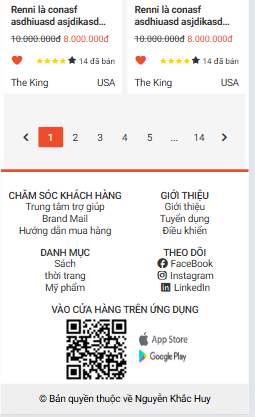 Renni là conasf Renni là conasf
asdhiuasd asjdikasd... asdhiuasd asjdikasd...
10.000.000đ 8.000.000đ 10.000.000đ 8.000.000đ
14 đã bán 14 đã bán
The King USA The King USA
1 2 3 4 5 ... 14
CHĂM SÓC KHÁCH HÀNG
Trung tâm trợ giúp
Brand Mail
Hướng dẫn mua hàng
GIỚI THIỆU
Giới thiệu
Tuyển dụng
Điều khiển
DANH MỤC
Sách
thời trang
Mỹ phẩm
THEO DÕI
FaceBook
Instagram
LinkedIn
VÀO CỬA HÀNG TRÊN ỨNG DỤNG
App Store
Google Play
© Bản quyền thuộc về Nguyễn Khắc Huy